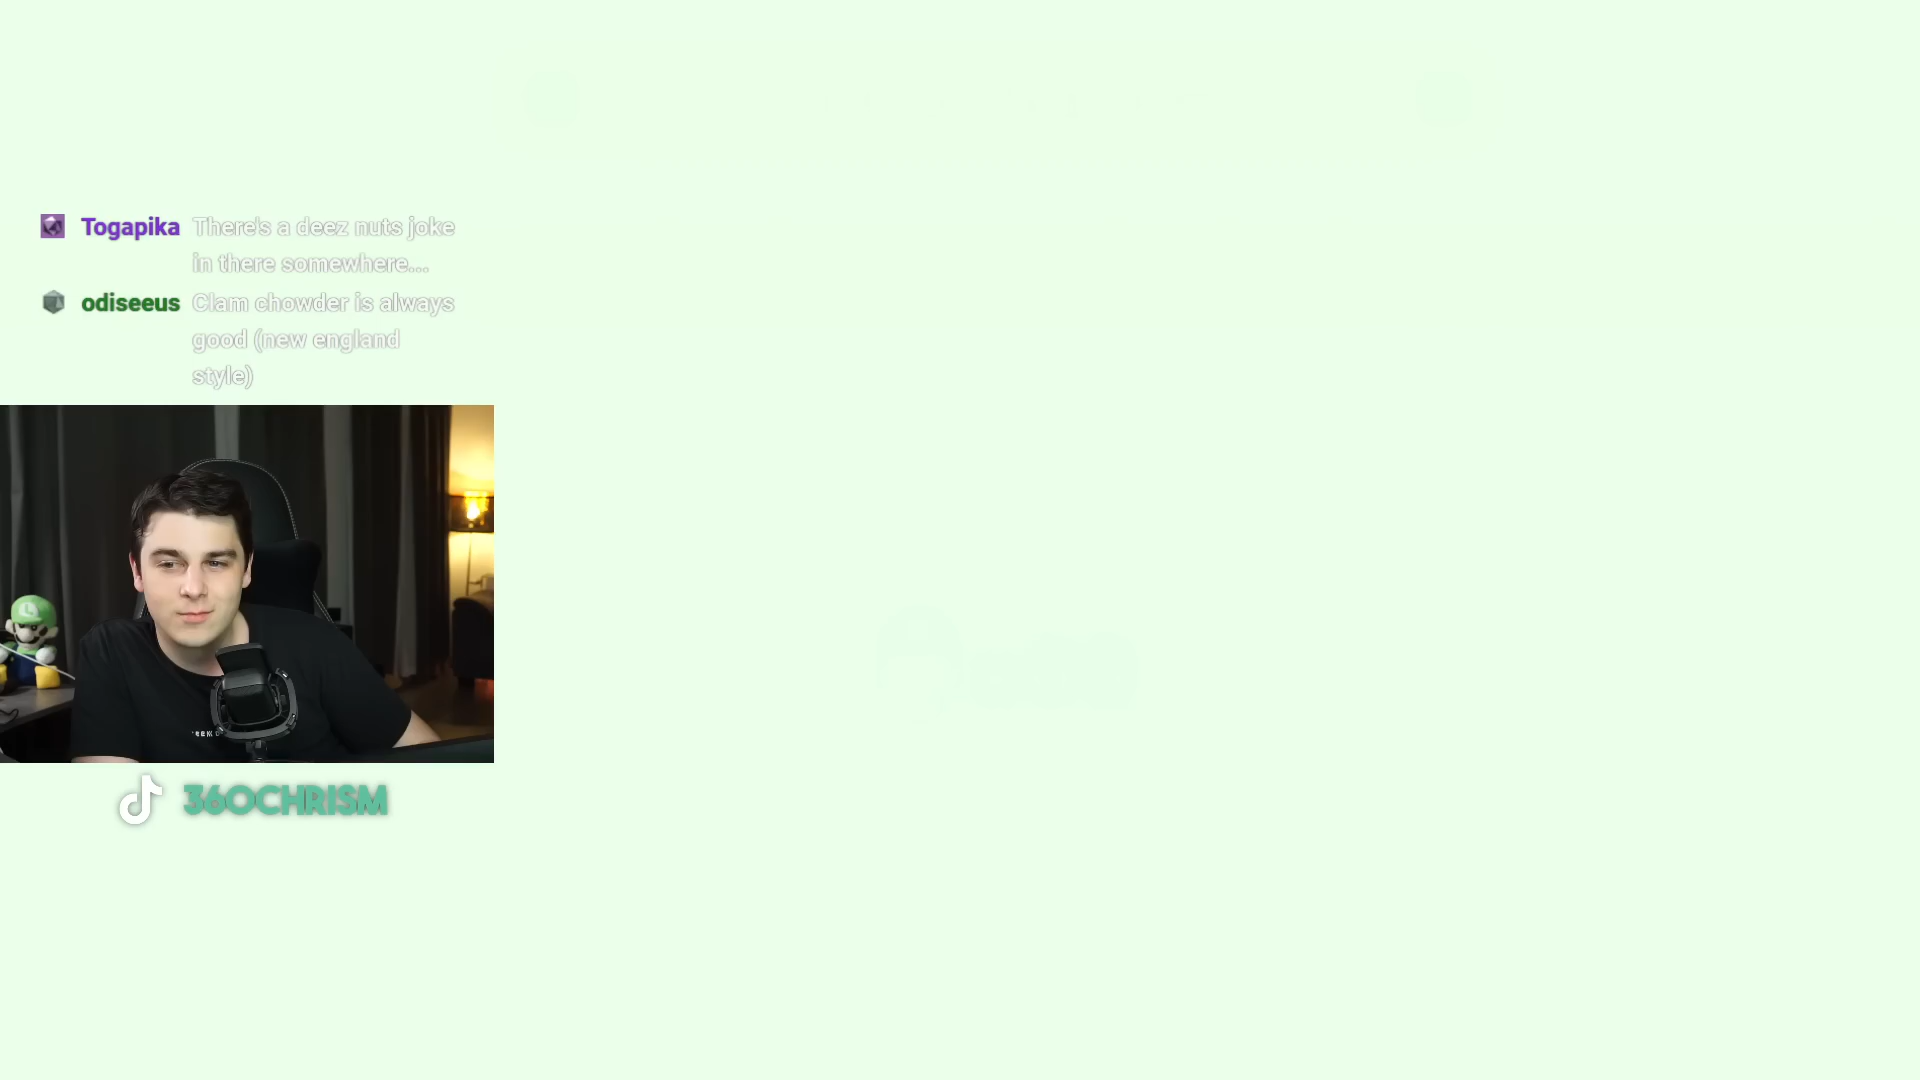 Togapika There's a deez nuts joke
in there somewhere...
odiseeus Clam chowder is always
good (new england
style)
360CHRISM